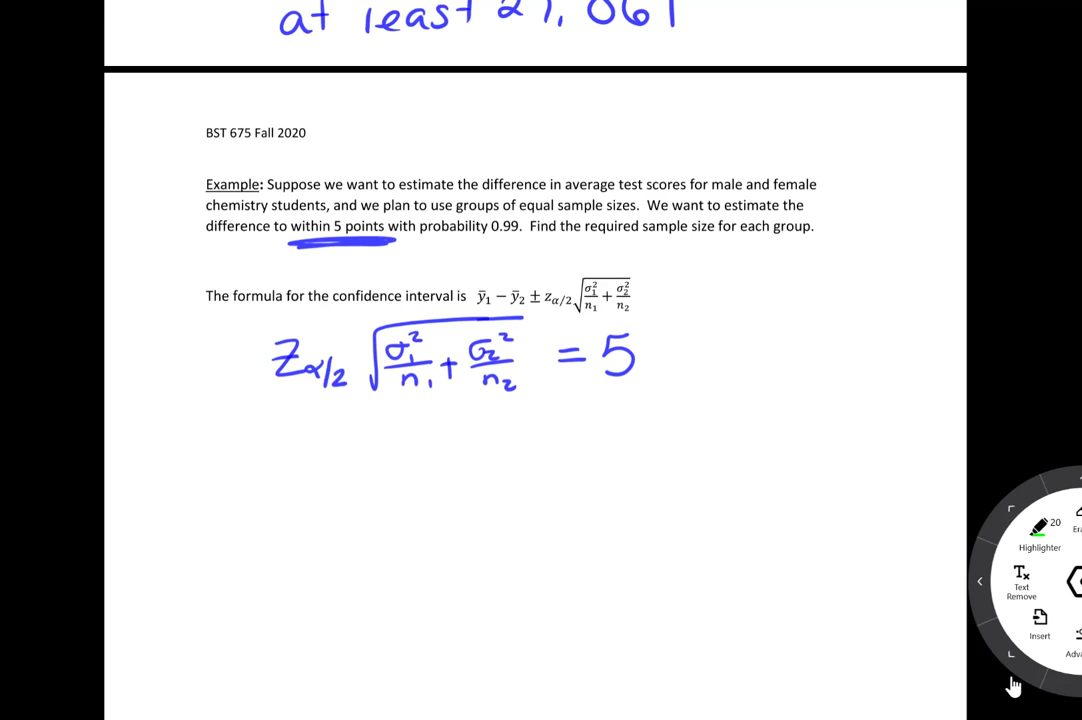 at least 27,061
BST 675 Fall 2020
Example: Suppose we want to estimate the difference in average test scores for male and female
chemistry students, and we plan to use groups of equal sample sizes. We want to estimate the
difference to within 5 points with probability 0.99. Find the required sample size for each group.
The formula for the confidence interval is ȳ₁ − ȳ₂ ± z_{α/2} √(σ₁²/n₁ + σ₂²/n₂)
Z_{α/2} √(σ₁²/n₁ + σ₂²/n₂) = 5
20
Highlighter
Tx
Text
Remove
Insert